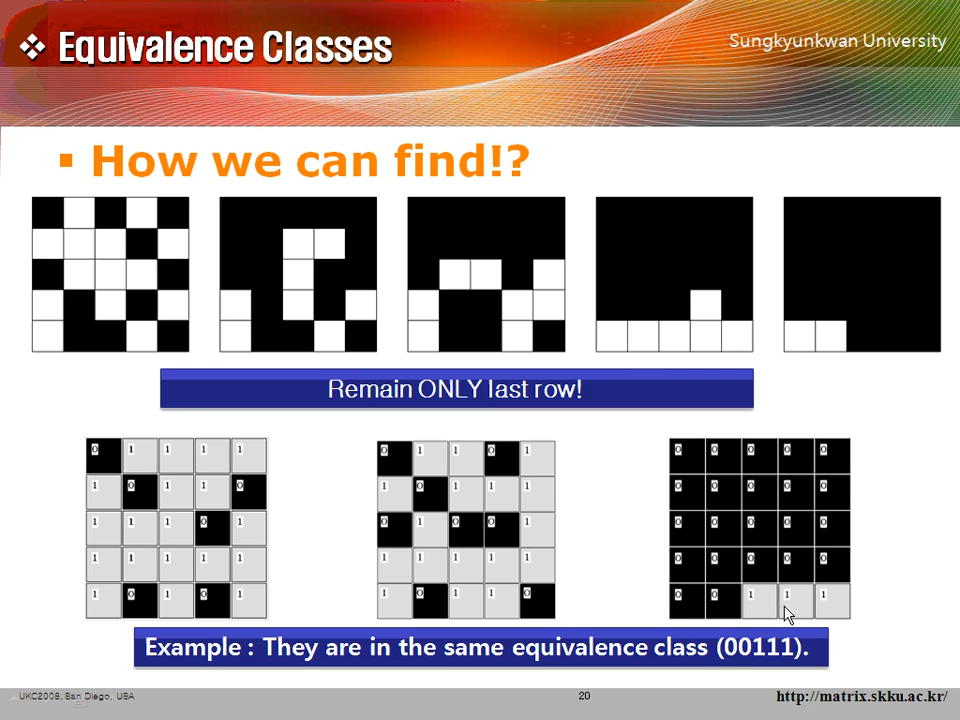 ❖ Equivalence Classes
Sungkyunkwan University
▪ How we can find!?
Remain ONLY last row!
0 1 1 1 1
1 0 1 1 0
1 1 1 0 1
1 1 1 1 1
1 0 1 0 1
0 1 1 0 1
1 0 1 1 1
0 1 0 0 1
1 1 1 1 1
1 0 1 1 0
0 0 0 0 0
0 0 0 0 0
0 0 0 0 0
0 0 0 0 0
0 0 1 1 1
Example : They are in the same equivalence class (00111).
UKC2008, San Diego, USA
20
http://matrix.skku.ac.kr/